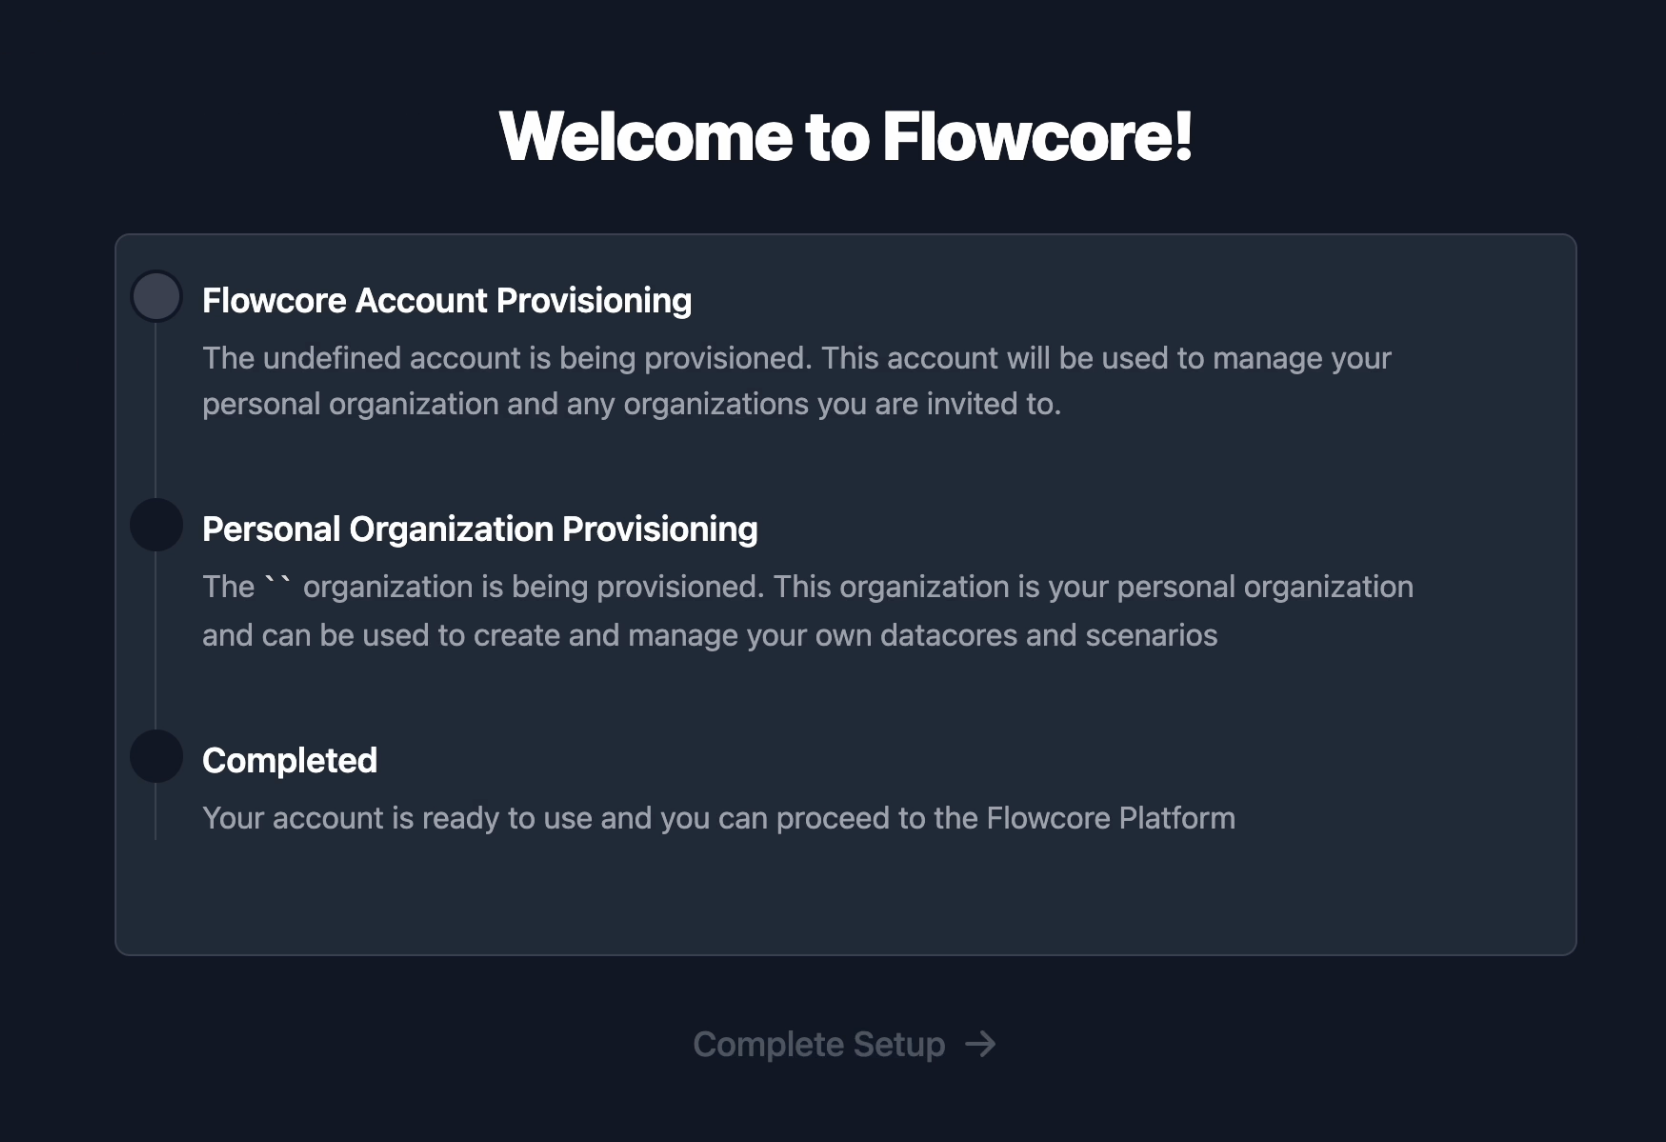 Welcome to Flowcore!
Flowcore Account Provisioning
The undefined account is being provisioned. This account will be used to manage your
personal organization and any organizations you are invited to.
Personal Organization Provisioning
The `` organization is being provisioned. This organization is your personal organization
and can be used to create and manage your own datacores and scenarios
Completed
Your account is ready to use and you can proceed to the Flowcore Platform
Complete Setup →